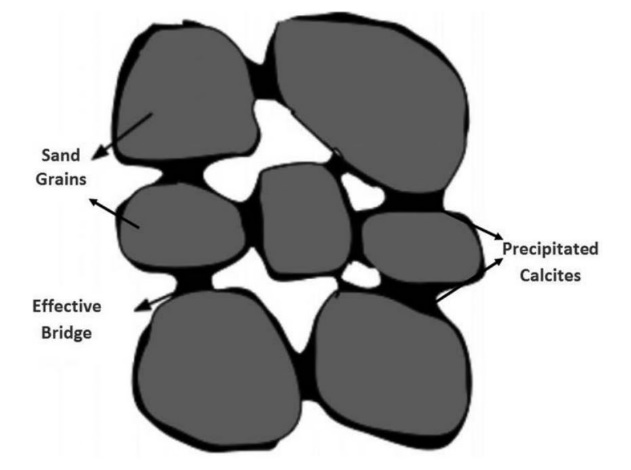 Sand
Grains
Precipitated
Calcites
Effective
Bridge